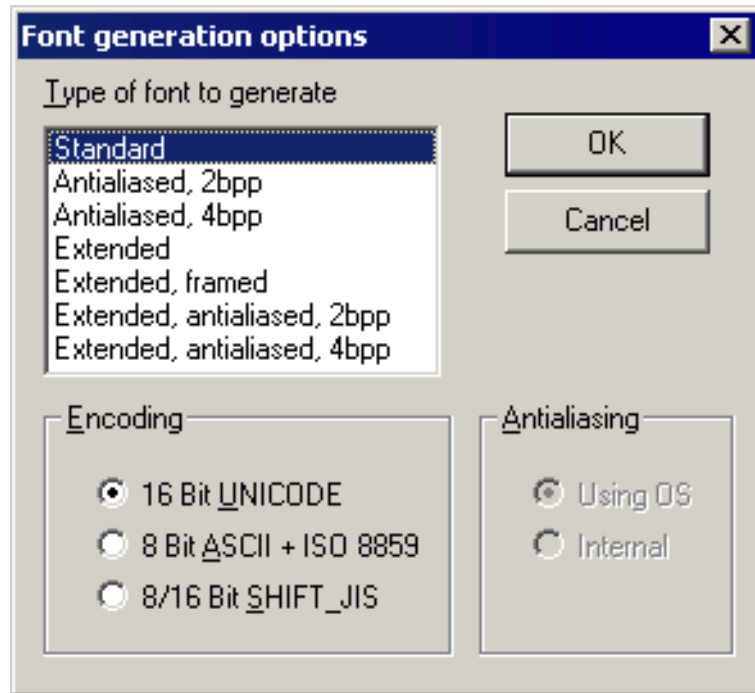 Font generation options
Type of font to generate
Standard
Antialiased, 2bpp
Antialiased, 4bpp
Extended
Extended, framed
Extended, antialiased, 2bpp
Extended, antialiased, 4bpp
OK
Cancel
Encoding
16 Bit UNICODE
8 Bit ASCII + ISO 8859
8/16 Bit SHIFT_JIS
Antialiasing
Using OS
Internal